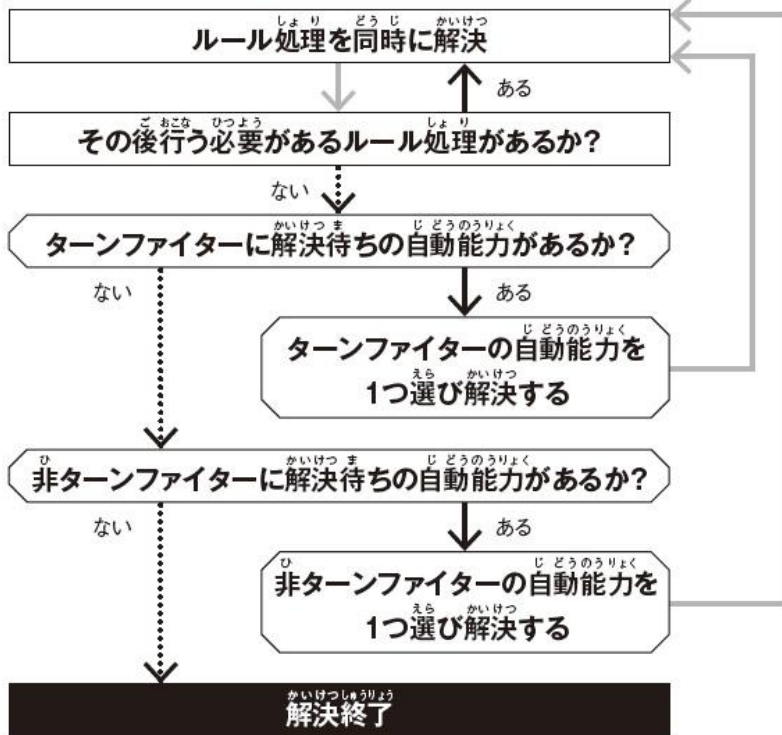 ルール処理を同時に解決
ある
その後行う必要があるルール処理があるか?
ない
ターンファイターに解決待ちの自動能力があるか?
ない
ある
ターンファイターの自動能力を
1つ選び解決する
非ターンファイターに解決待ちの自動能力があるか?
ない
ある
非ターンファイターの自動能力を
1つ選び解決する
解決終了